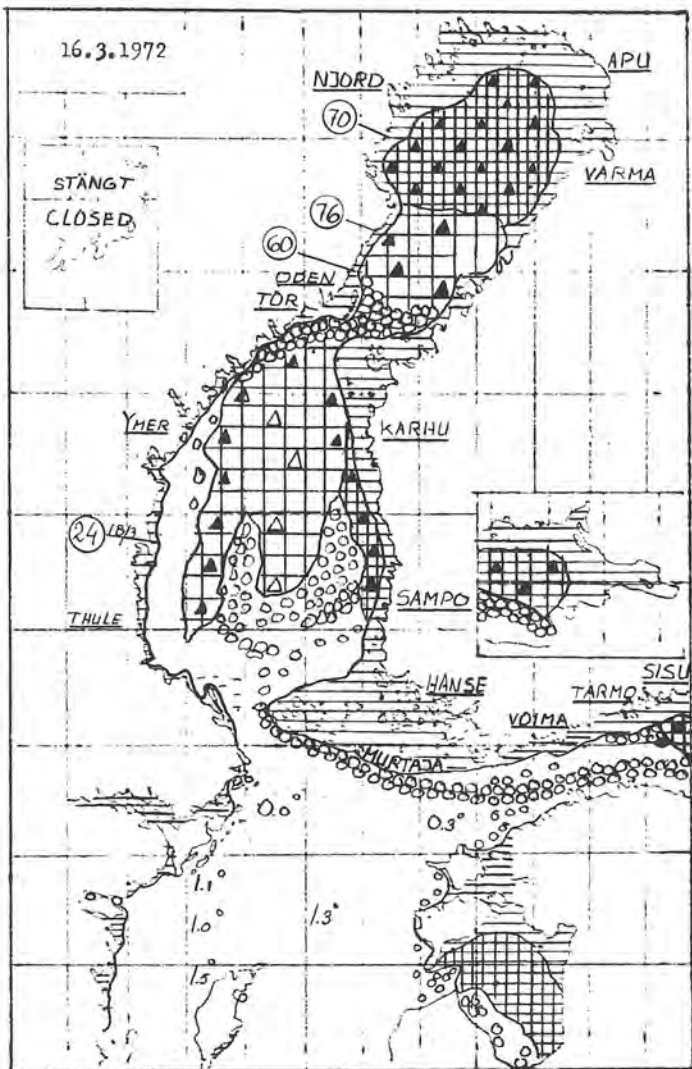 16.3.1972
APU
NJORD
70
VARMA
STÄNGT
CLOSED
76
60
ODEN
TOR
YMER
KARHU
24 18/3
THULE
SAMPO
SISU
HANSE
TARMO
VOIMA
MURTAJA
0.3°
1.1
1.0
1.3°
1.5°